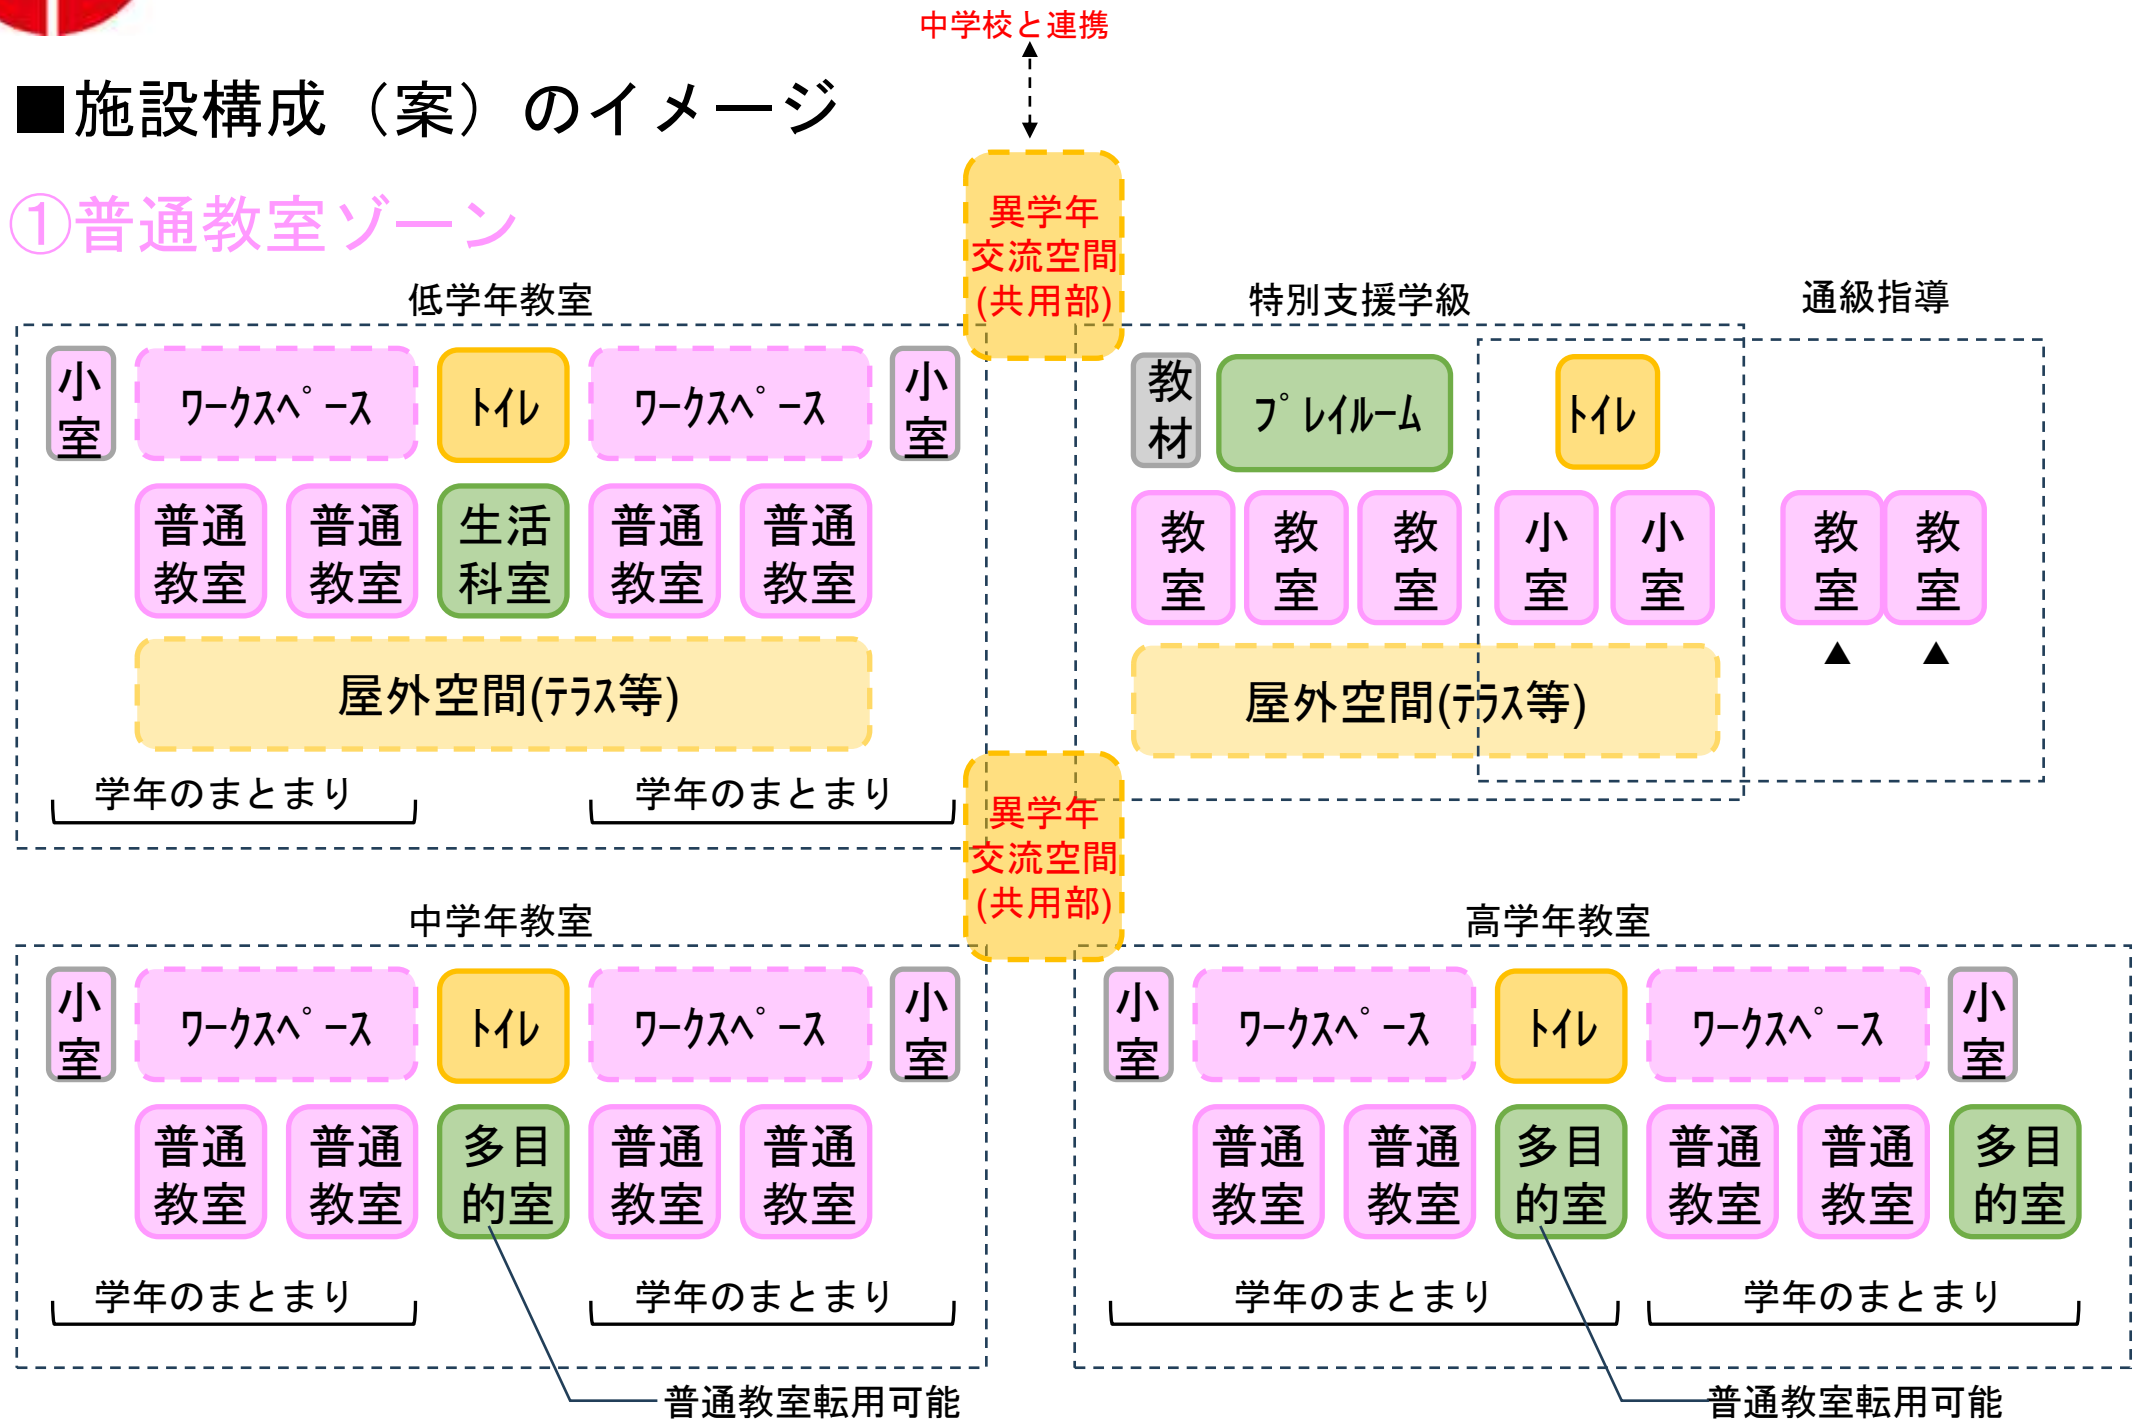 中学校と連携
■施設構成（案）のイメージ
①普通教室ゾーン
異学年
交流空間
(共用部)
低学年教室
小室
ﾜｰｸｽﾍﾟｰｽ
ﾄｲﾚ
ﾜｰｸｽﾍﾟｰｽ
小室
普通
教室
普通
教室
生活
科室
普通
教室
普通
教室
屋外空間(ﾃﾗｽ等)
学年のまとまり
学年のまとまり
特別支援学級
通級指導
教材
ﾌﾟﾚｲﾙｰﾑ
ﾄｲﾚ
教室
教室
教室
小室
小室
教室
教室
▲
▲
屋外空間(ﾃﾗｽ等)
異学年
交流空間
(共用部)
中学年教室
小室
ﾜｰｸｽﾍﾟｰｽ
ﾄｲﾚ
ﾜｰｸｽﾍﾟｰｽ
小室
普通
教室
普通
教室
多目
的室
普通
教室
普通
教室
学年のまとまり
学年のまとまり
普通教室転用可能
高学年教室
小室
ﾜｰｸｽﾍﾟｰｽ
ﾄｲﾚ
ﾜｰｸｽﾍﾟｰｽ
小室
普通
教室
普通
教室
多目
的室
普通
教室
普通
教室
多目
的室
学年のまとまり
学年のまとまり
普通教室転用可能